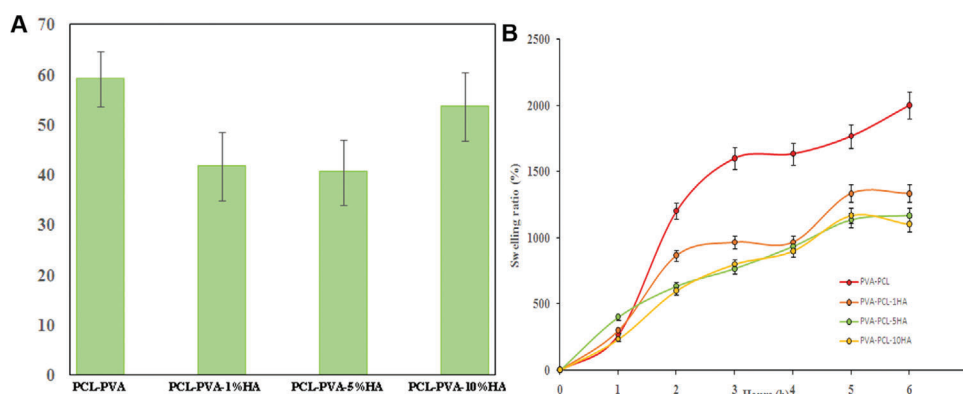 A
70
60
50
40
30
20
10
0
PCL-PVA PCL-PVA-1%HA PCL-PVA-5%HA PCL-PVA-10%HA
B
Swelling ratio (%)
2500
2000
1500
1000
500
0
0 1 2 3 4 5 6
PVA-PCL
PVA-PCL-1HA
PVA-PCL-5HA
PVA-PCL-10HA